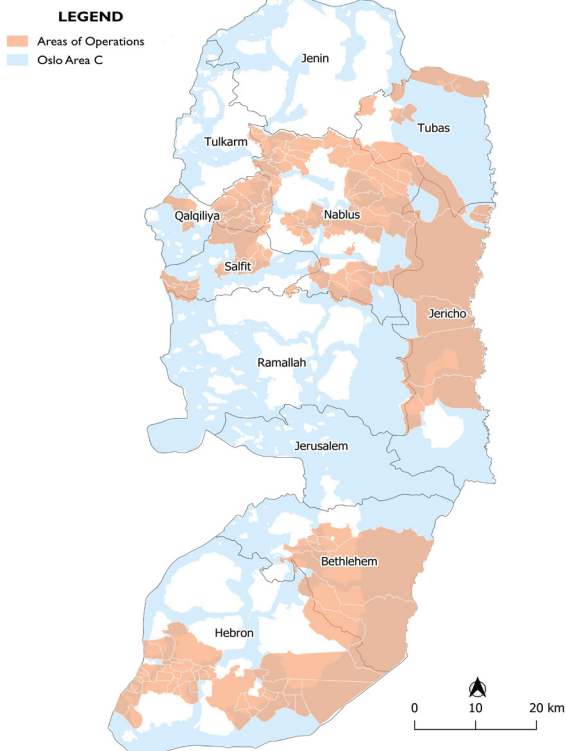 LEGEND
Areas of Operations
Oslo Area C
Jenin
Tubas
Tulkarm
Qalqiliya
Nablus
Salfit
Jericho
Ramallah
Jerusalem
Bethlehem
Hebron
0 10 20 km